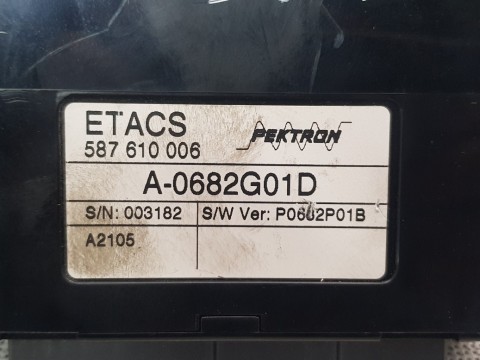 ETACS
PEKTRON
587 610 006
A-0682G01D
S/N: 003182 S/W Ver: P0682P01B
A2105